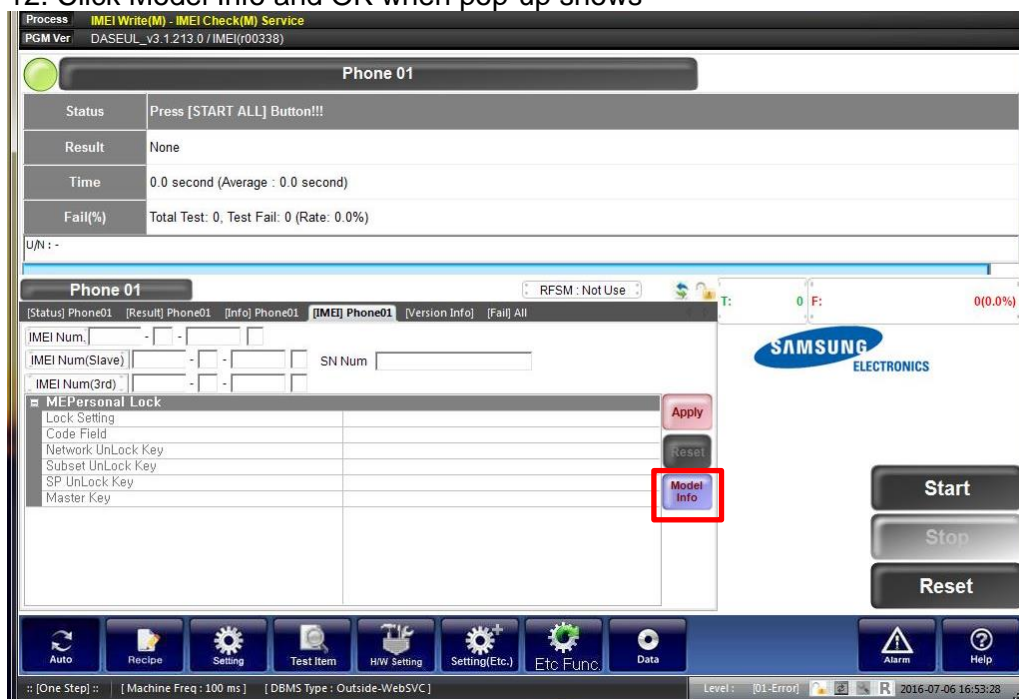 12. Click Model Info and OK when pop-up shows
Process IMEI Write(M) - IMEI Check(M) Service
PGM Ver DASEUL_v3.1.213.0 / IMEI(r00338)
Phone 01
Status Press [START ALL] Button!!!
Result None
Time 0.0 second (Average : 0.0 second)
Fail(%) Total Test: 0, Test Fail: 0 (Rate: 0.0%)
U/N : -
Phone 01 RFSM : Not Use T: 0 F: 0(0.0%)
[Status] Phone01 [Result] Phone01 [Info] Phone01 [IMEI] Phone01 [Version Info] [Fail] All
IMEI Num. - -
IMEI Num(Slave) - - SN Num
IMEI Num(3rd) - -
SAMSUNG
ELECTRONICS
MEPersonal Lock
Lock Setting
Code Field
Network UnLock Key
Subset UnLock Key
SP UnLock Key
Master Key
Apply
Reset
Model
Info
Start
Stop
Reset
Auto Recipe Setting Test Item H/W Setting Setting(Etc.) Etc Func. Data Alarm Help
:: [One Step] :: [ Machine Freq : 100 ms ] [ DBMS Type : Outside-WebSVC ] Level : [01-Error] R 2016-07-06 16:53:28